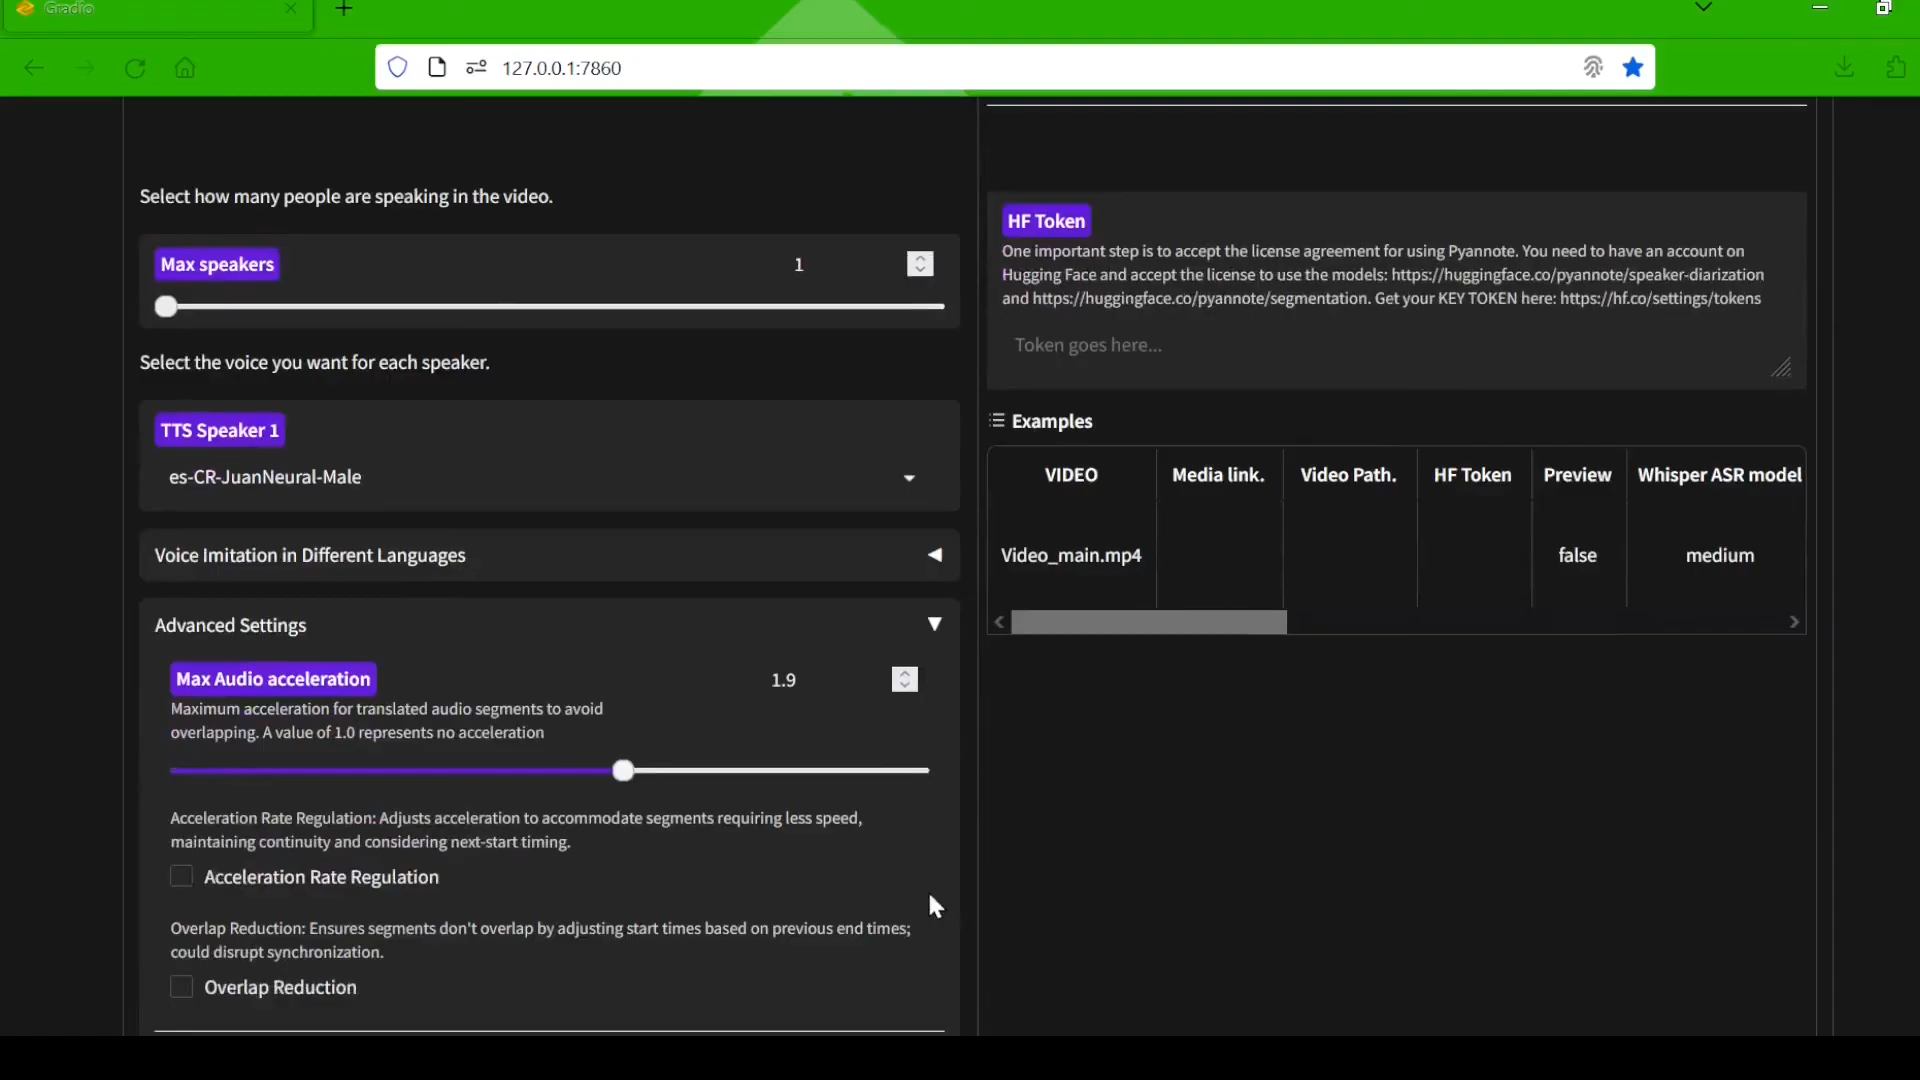 Gradio
127.0.0.1:7860
Select how many people are speaking in the video.
Max speakers
1
Select the voice you want for each speaker.
TTS Speaker 1
es-CR-JuanNeural-Male
Voice Imitation in Different Languages
Advanced Settings
Max Audio acceleration
1.9
Maximum acceleration for translated audio segments to avoid
overlapping. A value of 1.0 represents no acceleration
Acceleration Rate Regulation: Adjusts acceleration to accommodate segments requiring less speed,
maintaining continuity and considering next-start timing.
Acceleration Rate Regulation
Overlap Reduction: Ensures segments don't overlap by adjusting start times based on previous end times;
could disrupt synchronization.
Overlap Reduction
HF Token
One important step is to accept the license agreement for using Pyannote. You need to have an account on
Hugging Face and accept the license to use the models: https://huggingface.co/pyannote/speaker-diarization
and https://huggingface.co/pyannote/segmentation. Get your KEY TOKEN here: https://hf.co/settings/tokens
Token goes here...
Examples
VIDEO Media link. Video Path. HF Token Preview Whisper ASR model
Video_main.mp4 false medium